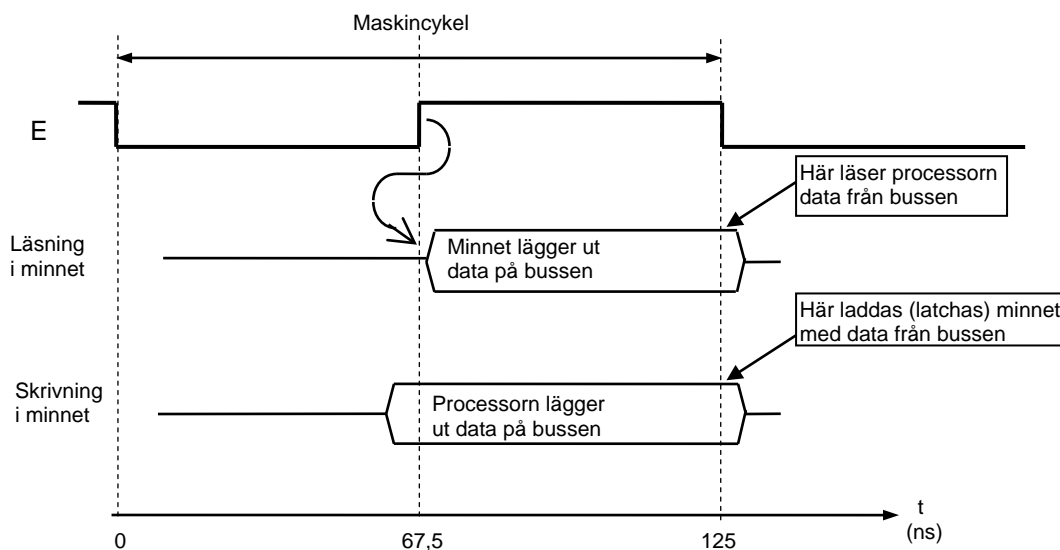 Maskincykel
E
Här läser processorn
data från bussen
Läsning
i minnet
Minnet lägger ut
data på bussen
Här laddas (latchas) minnet
med data från bussen
Skrivning
i minnet
Processorn lägger
ut data på bussen
t
(ns)
0
67,5
125